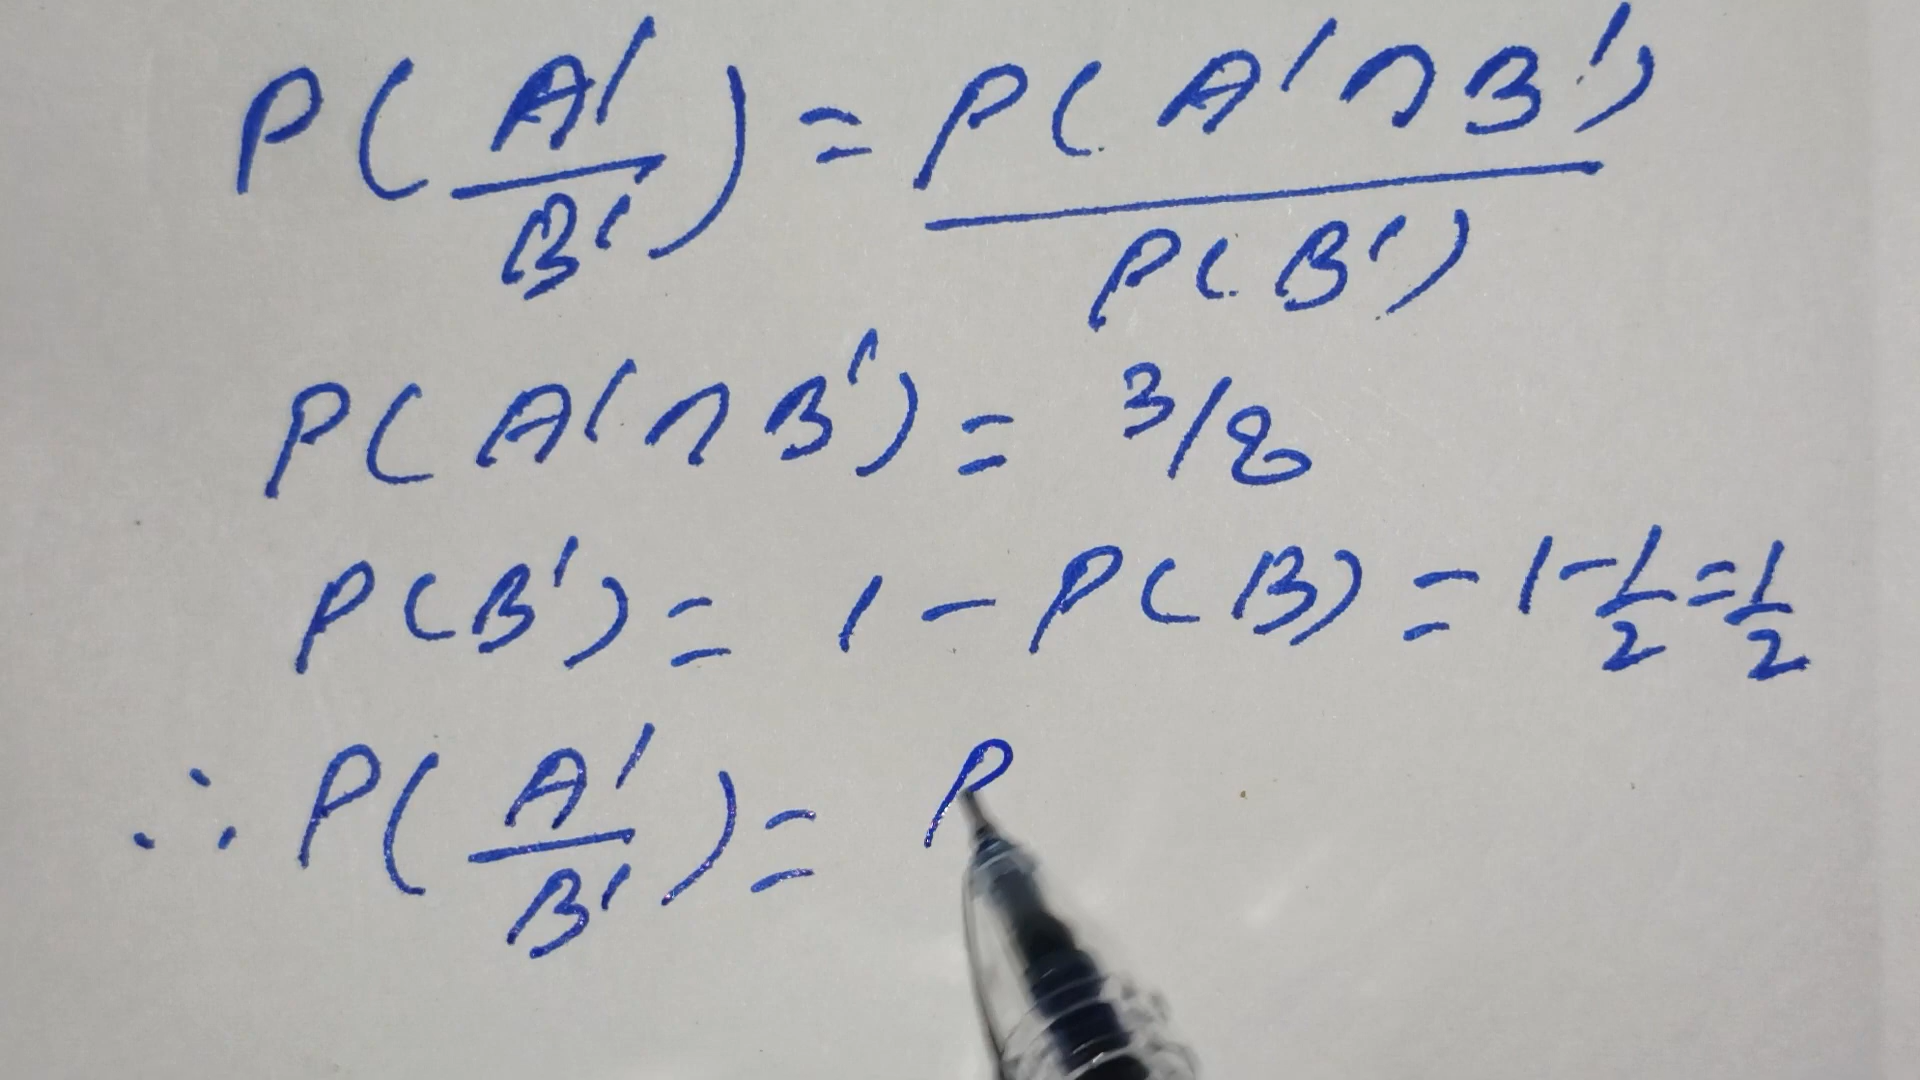 P(A'/B') = P(A'∩B')/P(B')
P(A'∩B') = 3/8
P(B') = 1 - P(B) = 1 - 1/2 = 1/2
∴ P(A'/B') = P